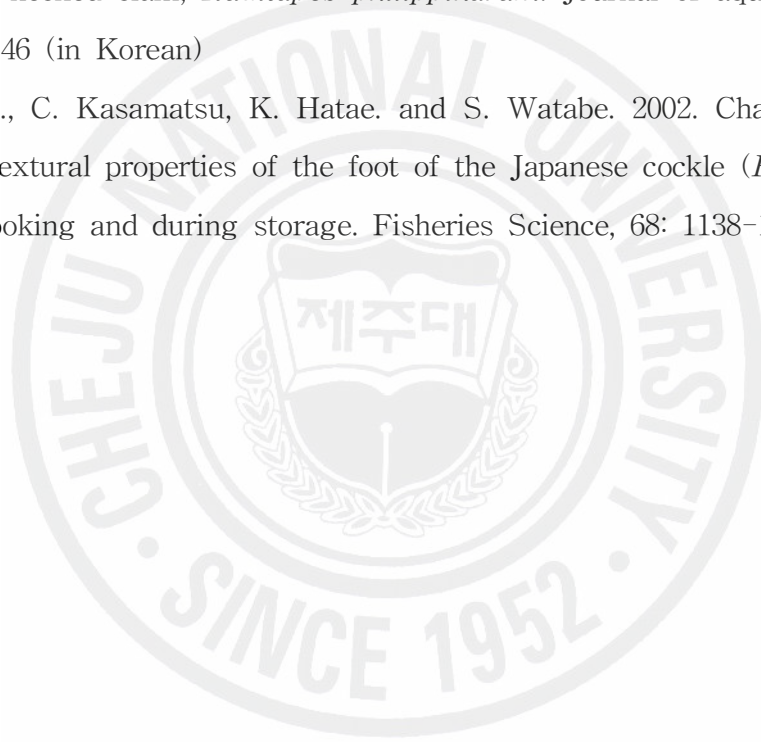 46 (in Korean)
., C. Kasamatsu, K. Hatae. and S. Watabe. 2002. Cha
extural properties of the foot of the Japanese cockle (
ooking and during storage. Fisheries Science, 68: 1138-
CHEJU NATIONAL UNIVERSITY
제주대
SINCE 1952